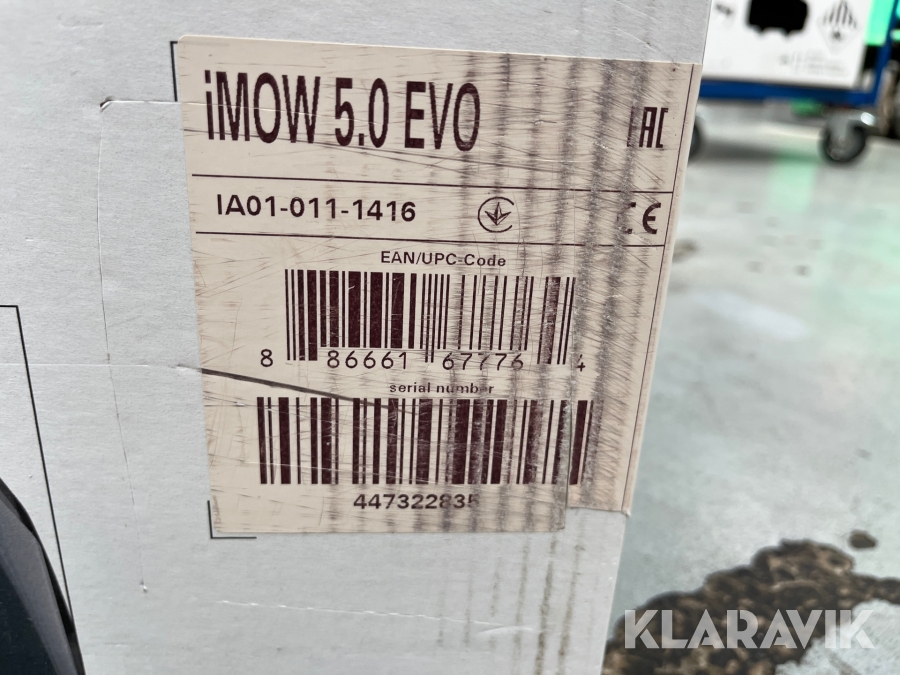 iMOW 5.0 EVO
EAC
IA01-011-1416
CE
EAN/UPC-Code
8 86661 67776 4
serial number
447322835
KLARAVIK